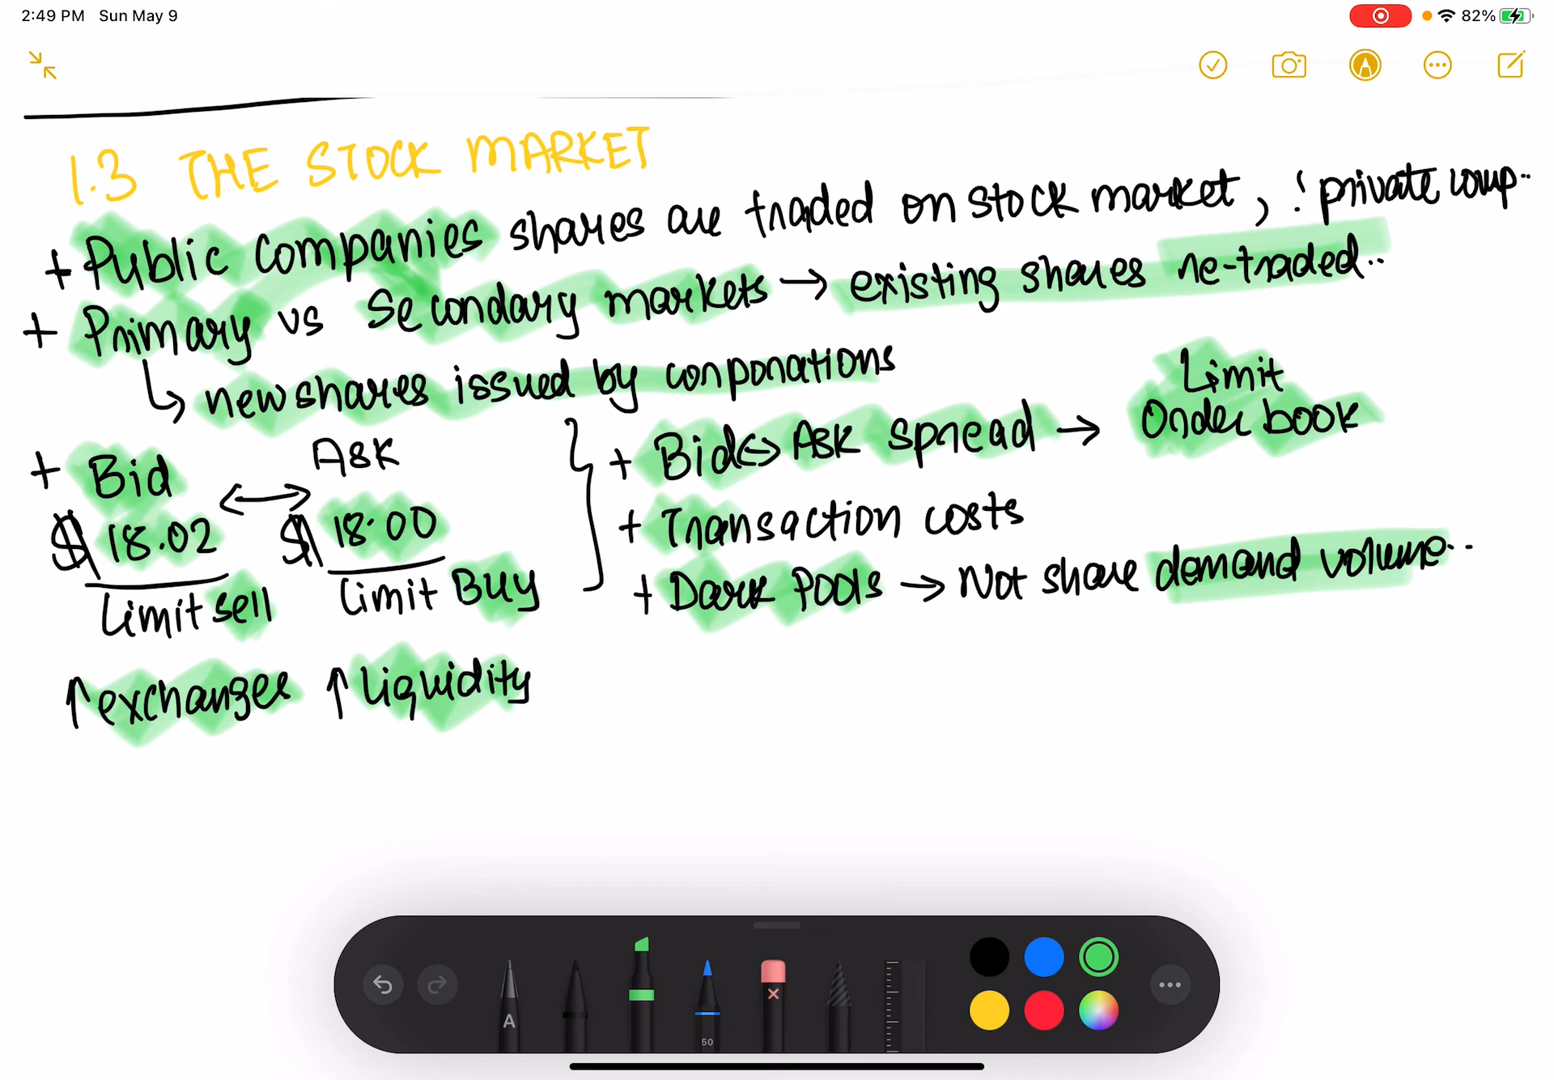 2:49 PM Sun May 9
82%
1.3 THE STOCK MARKET
+ Public companies shares are traded on stock market, ! private comp..
+ Primary vs Secondary markets → existing shares re-traded..
↳ new shares issued by corporations
+ Bid ↔ ASK
$18.02 $18.00
Limit sell Limit Buy
+ Bid ⇔ ASK spread → Limit Order book
+ Transaction costs
+ Dark Pools → Not share demand volume...
↑ exchanges ↑ Liquidity
A
50